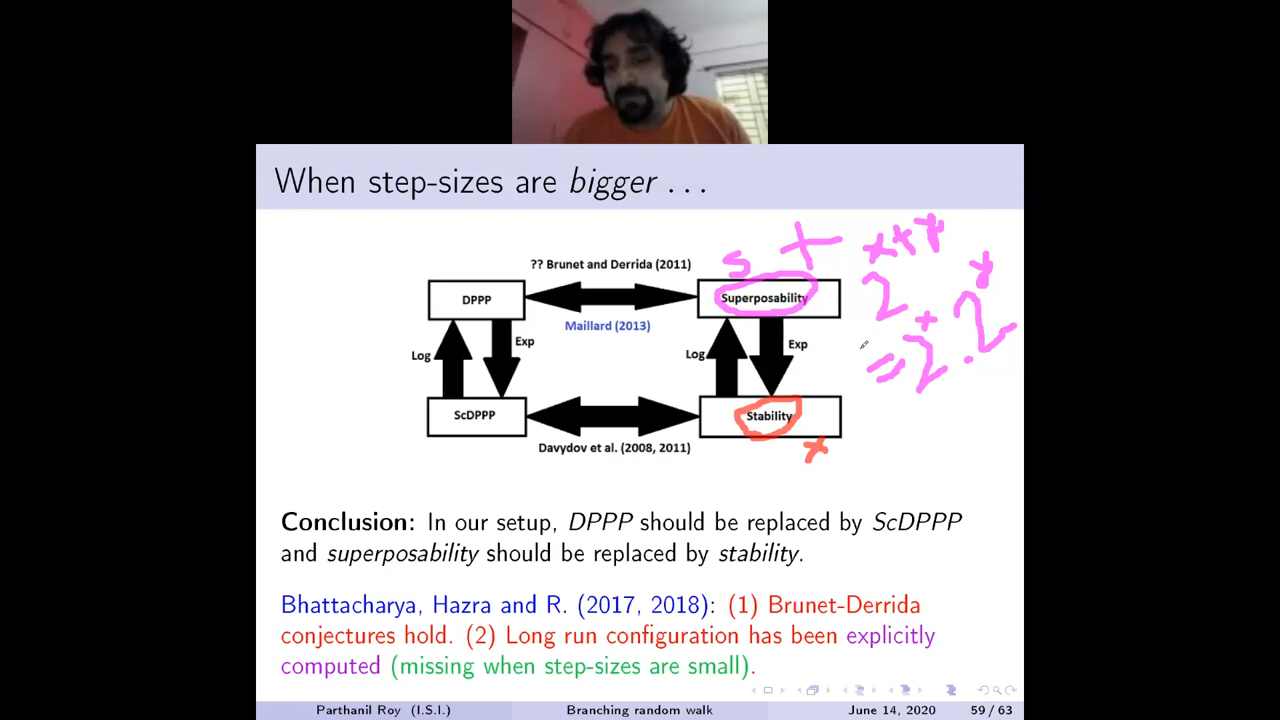 When step-sizes are bigger . . .
?? Brunet and Derrida (2011)
DPPP
Superposability
Maillard (2013)
Log
Exp
Log
Exp
ScDPPP
Stability
Davydov et al. (2008, 2011)
S +
2^{x+y}
= 2^x . 2^y
×
Conclusion: In our setup, DPPP should be replaced by ScDPPP
and superposability should be replaced by stability.
Bhattacharya, Hazra and R. (2017, 2018): (1) Brunet-Derrida
conjectures hold. (2) Long run configuration has been explicitly
computed (missing when step-sizes are small).
Parthanil Roy (I.S.I.) Branching random walk June 14, 2020 59 / 63